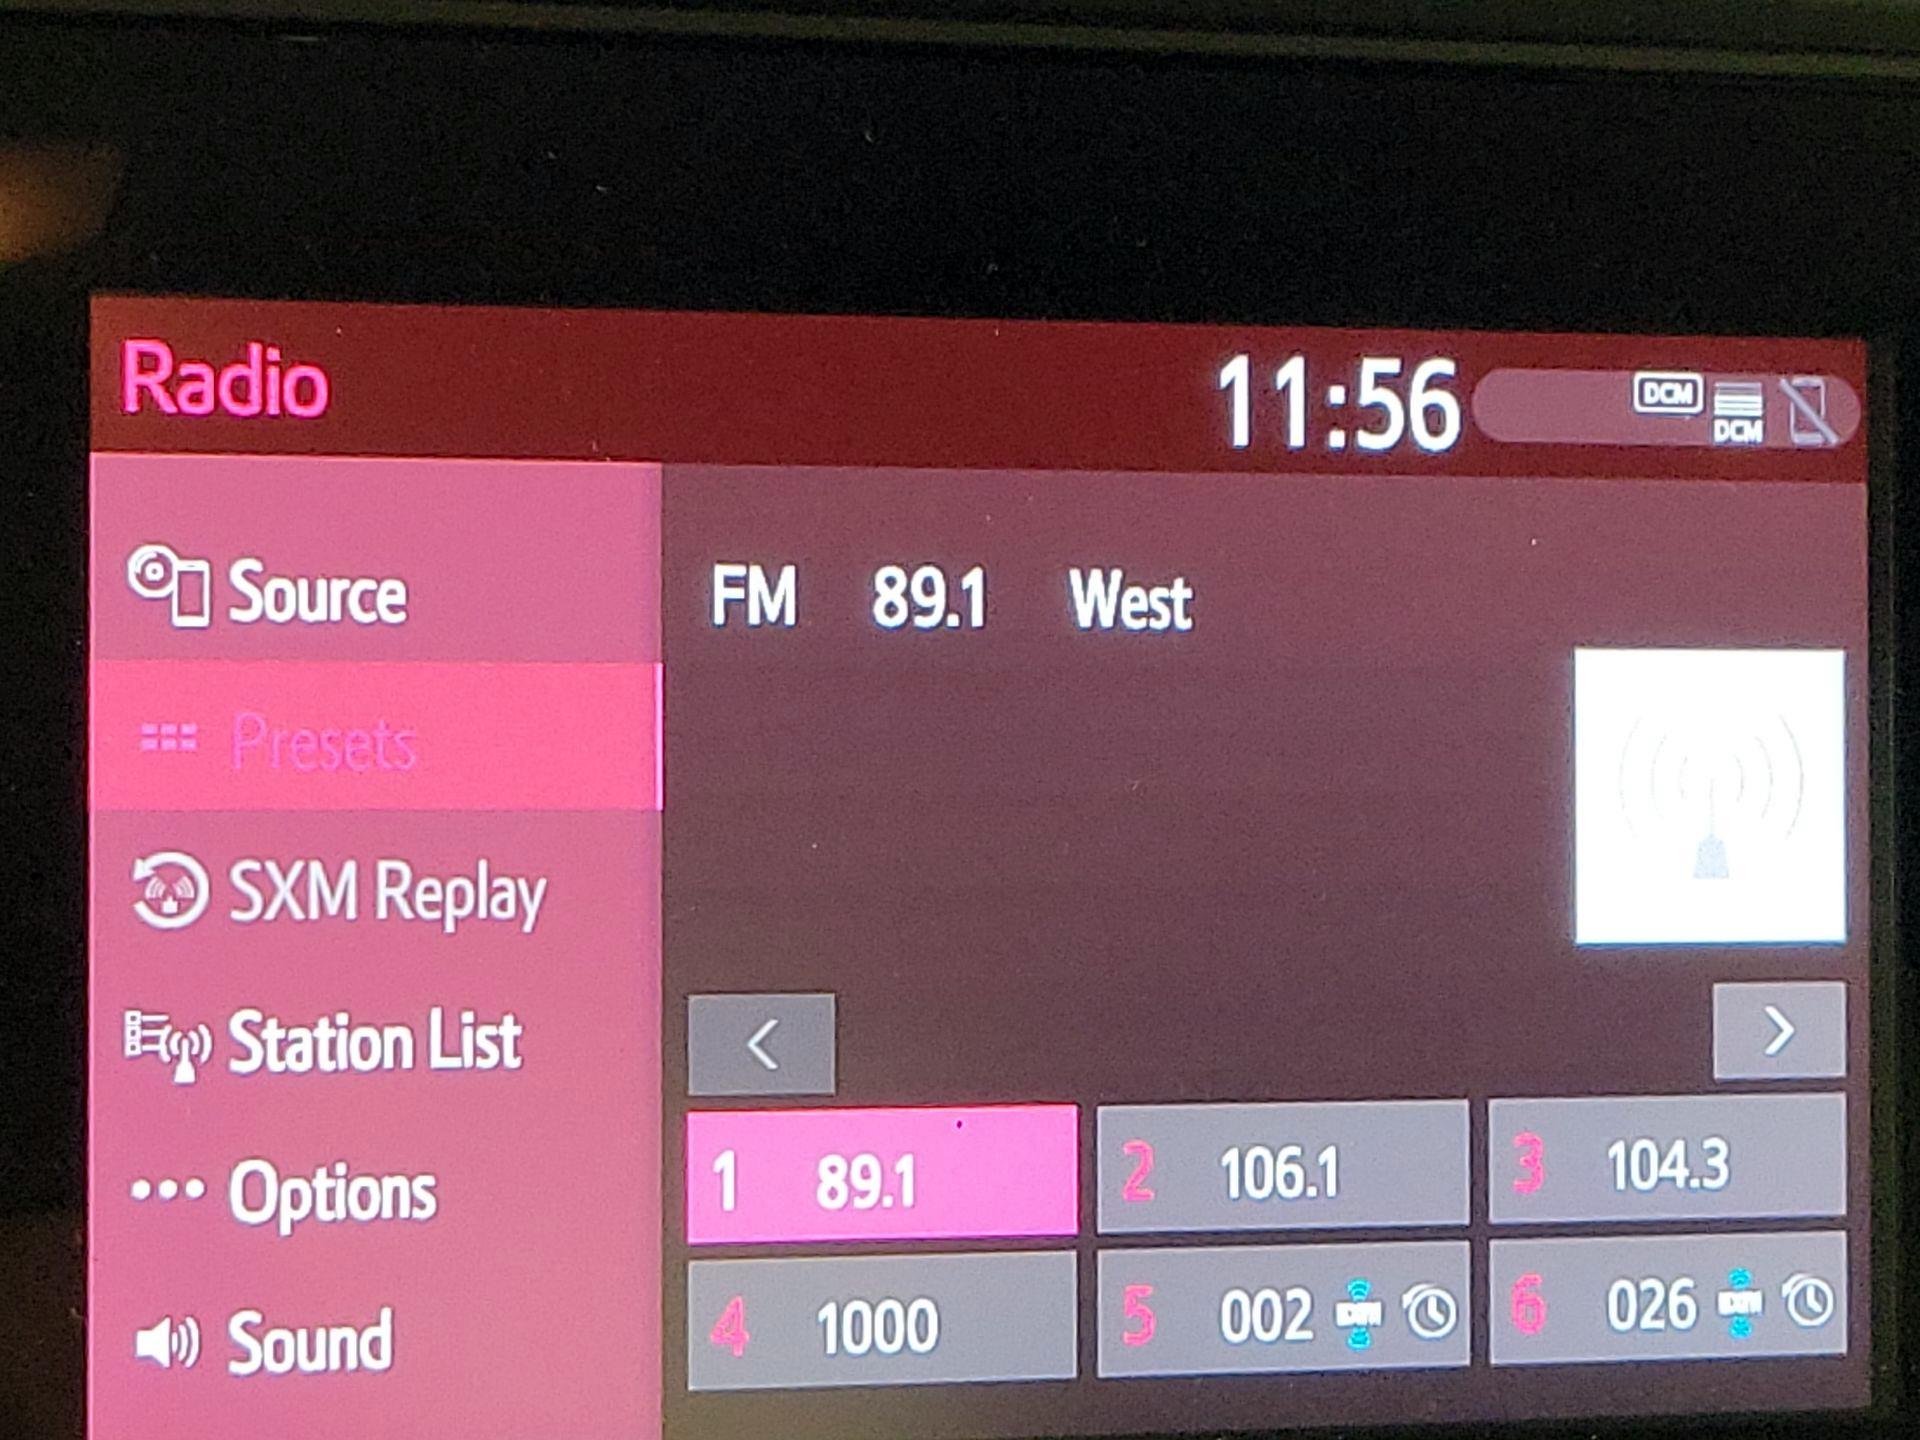 Radio
11:56
DCM
DCM
Source
Presets
SXM Replay
Station List
Options
Sound
FM 89.1 West
<
>
1 89.1
2 106.1
3 104.3
4 1000
5 002
6 026